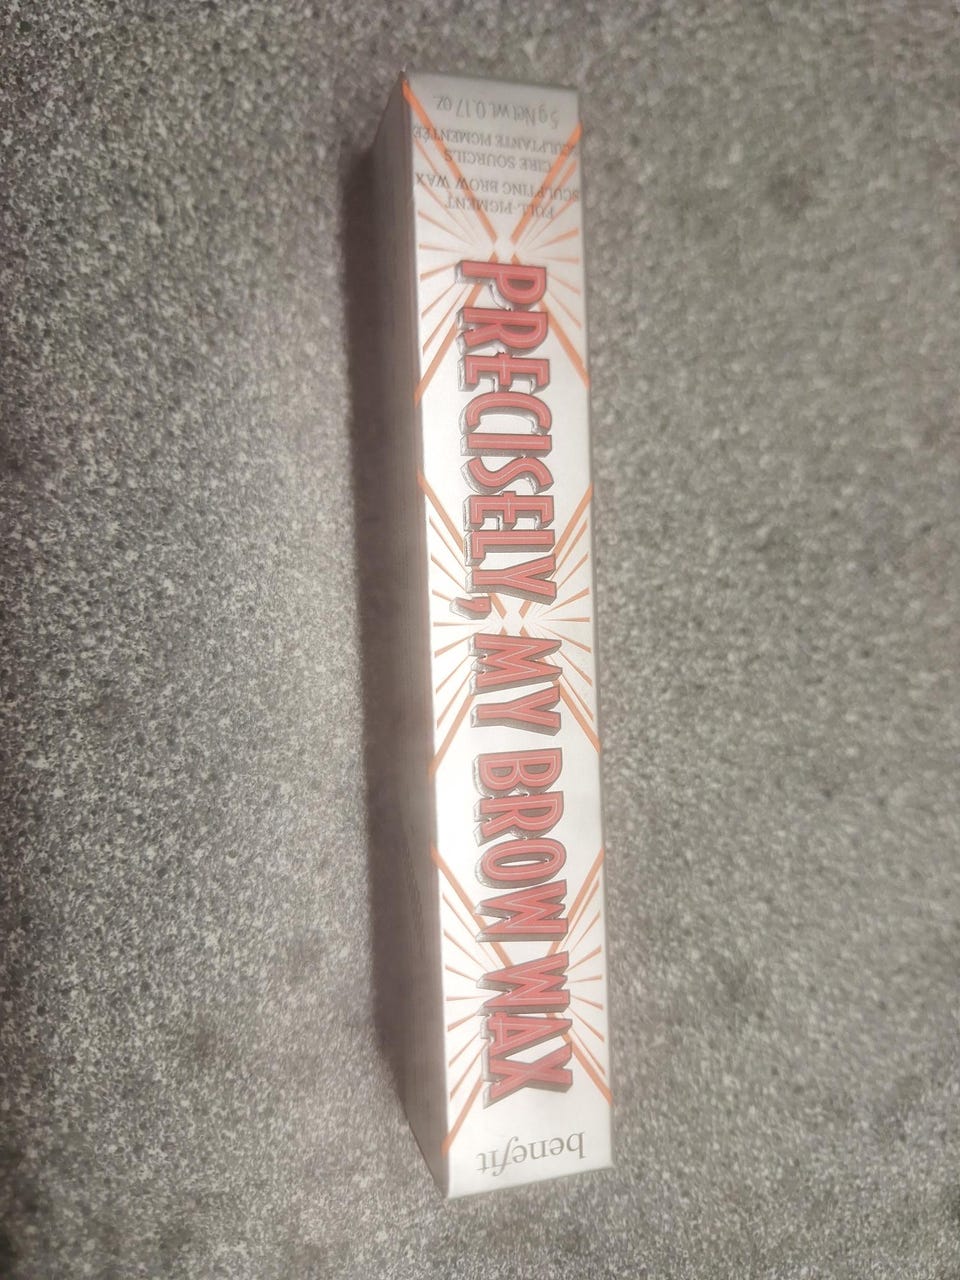 benefit
PRECISELY, MY BROW WAX
FULL-PIGMENT
SCULPTING BROW WAX
CIRE SOURCILS
SCULPTANTE PIGMENTÉE
5 g Net wt. 0.17 oz.